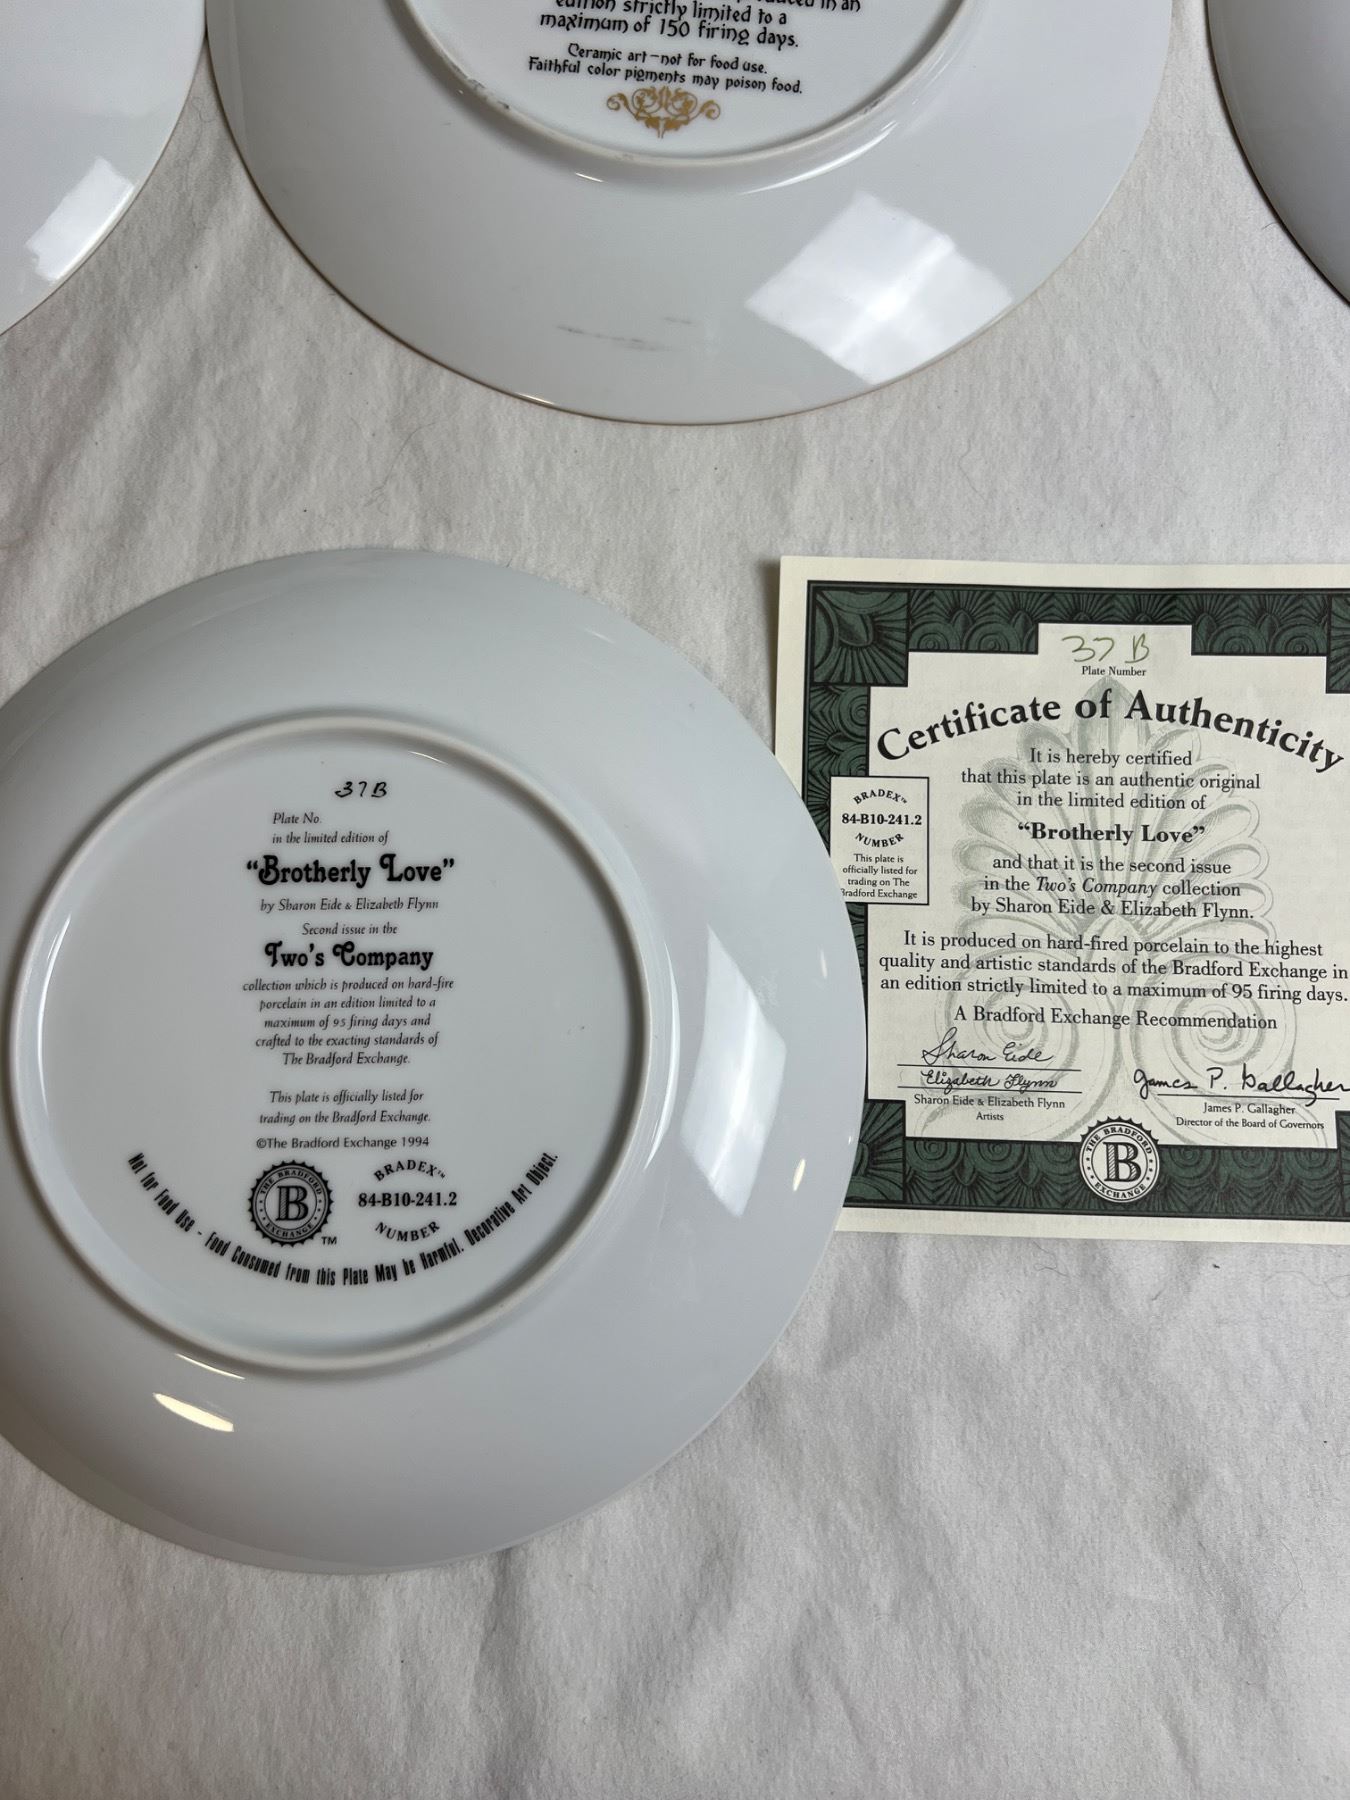 edition strictly limited to a
maximum of 150 firing days.
Ceramic art - not for food use.
Faithful color pigments may poison food.
37B
Plate No.
in the limited edition of
"Brotherly Love"
by Sharon Eide & Elizabeth Flynn
Second issue in the
Two's Company
collection which is produced on hard-fire
porcelain in an edition limited to a
maximum of 95 firing days and
crafted to the exacting standards of
The Bradford Exchange.
This plate is officially listed for
trading on the Bradford Exchange.
©The Bradford Exchange 1994
THE BRADFORD
B
EXCHANGE
TM
BRADEX™
84-B10-241.2
NUMBER
Not for Food Use - Food Consumed from this Plate May be Harmful. Decorative Art Object.
37 B
Plate Number
Certificate of Authenticity
It is hereby certified
that this plate is an authentic original
in the limited edition of
"Brotherly Love"
and that it is the second issue
in the Two's Company collection
by Sharon Eide & Elizabeth Flynn.
BRADEX™
84-B10-241.2
NUMBER
This plate is
officially listed for
trading on The
Bradford Exchange
It is produced on hard-fired porcelain to the highest
quality and artistic standards of the Bradford Exchange in
an edition strictly limited to a maximum of 95 firing days.
A Bradford Exchange Recommendation
Sharon Eide
Elizabeth Flynn
Sharon Eide & Elizabeth Flynn
Artists
James P. Gallagher
James P. Gallagher
Director of the Board of Governors
THE BRADFORD
B
EXCHANGE